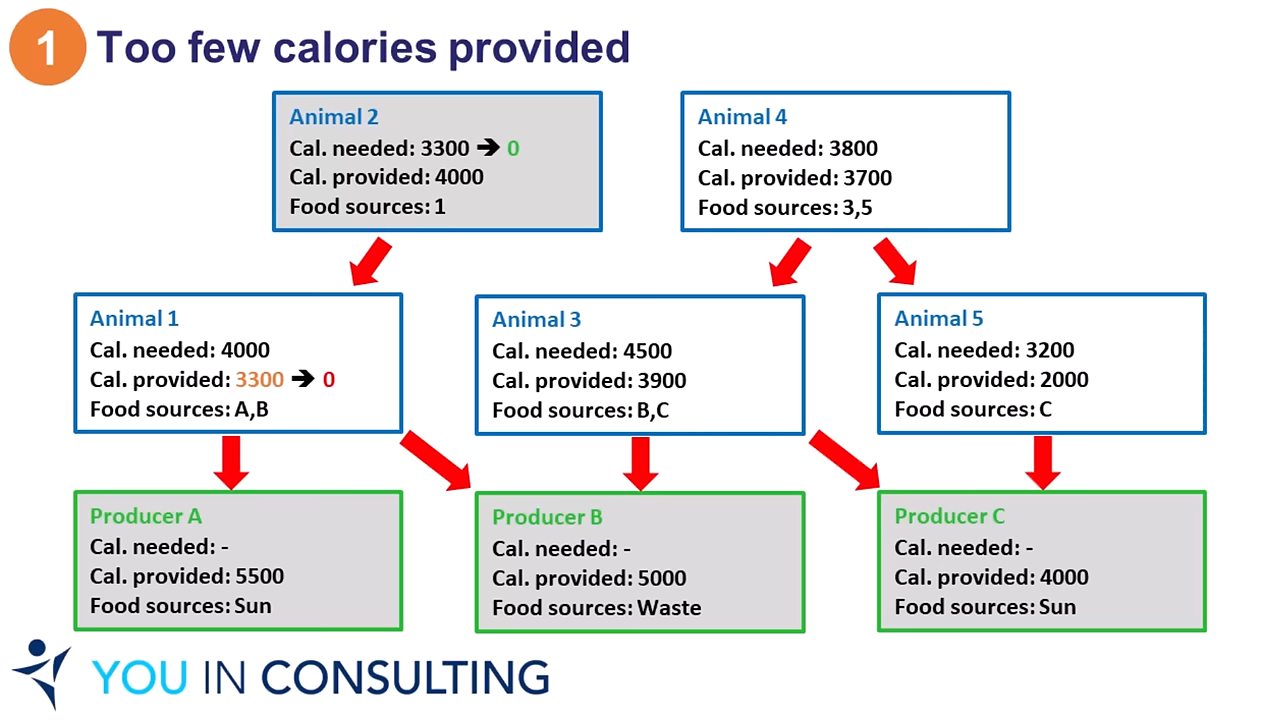 1 Too few calories provided
Animal 2
Cal. needed: 3300 ➔ 0
Cal. provided: 4000
Food sources: 1
Animal 4
Cal. needed: 3800
Cal. provided: 3700
Food sources: 3,5
Animal 1
Cal. needed: 4000
Cal. provided: 3300 ➔ 0
Food sources: A,B
Animal 3
Cal. needed: 4500
Cal. provided: 3900
Food sources: B,C
Animal 5
Cal. needed: 3200
Cal. provided: 2000
Food sources: C
Producer A
Cal. needed: -
Cal. provided: 5500
Food sources: Sun
Producer B
Cal. needed: -
Cal. provided: 5000
Food sources: Waste
Producer C
Cal. needed: -
Cal. provided: 4000
Food sources: Sun
YOU IN CONSULTING